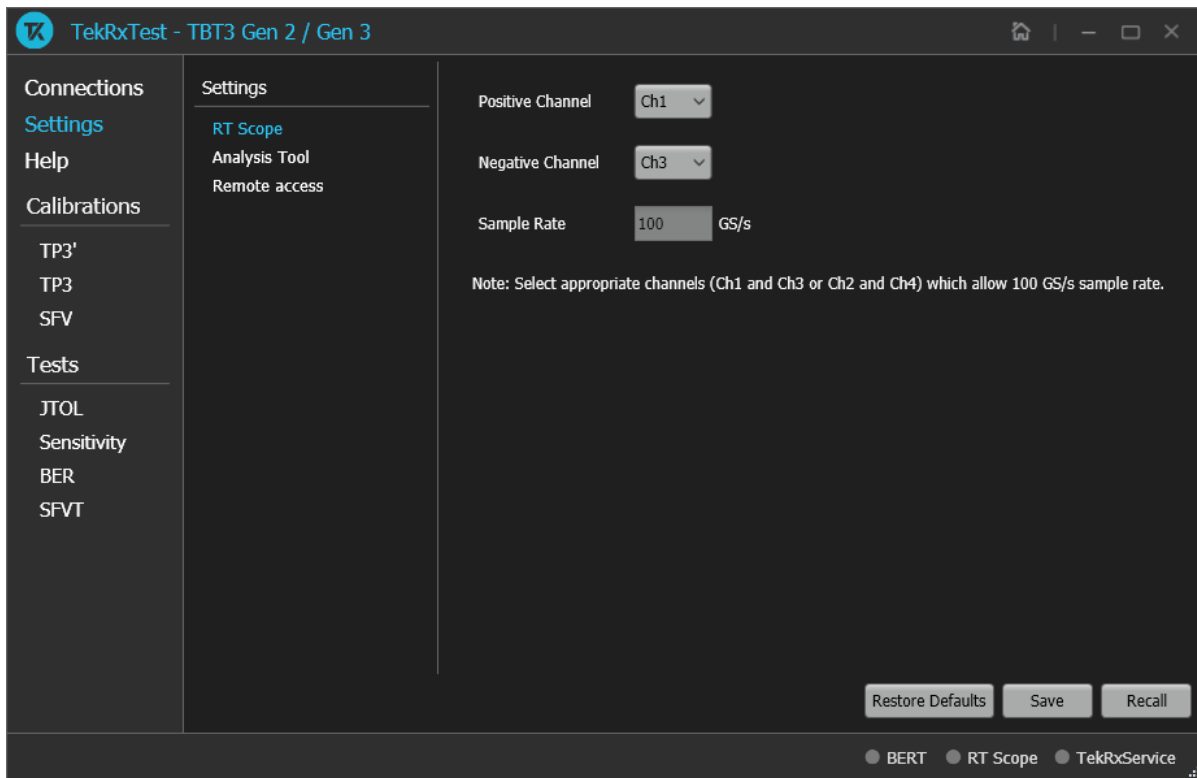 TK TekRxTest - TBT3 Gen 2 / Gen 3
Connections
Settings
Help
Calibrations
TP3'
TP3
SFV
Tests
JTOL
Sensitivity
BER
SFVT
Settings
RT Scope
Analysis Tool
Remote access
Positive Channel Ch1
Negative Channel Ch3
Sample Rate 100 GS/s
Note: Select appropriate channels (Ch1 and Ch3 or Ch2 and Ch4) which allow 100 GS/s sample rate.
Restore Defaults Save Recall
BERT RT Scope TekRxService